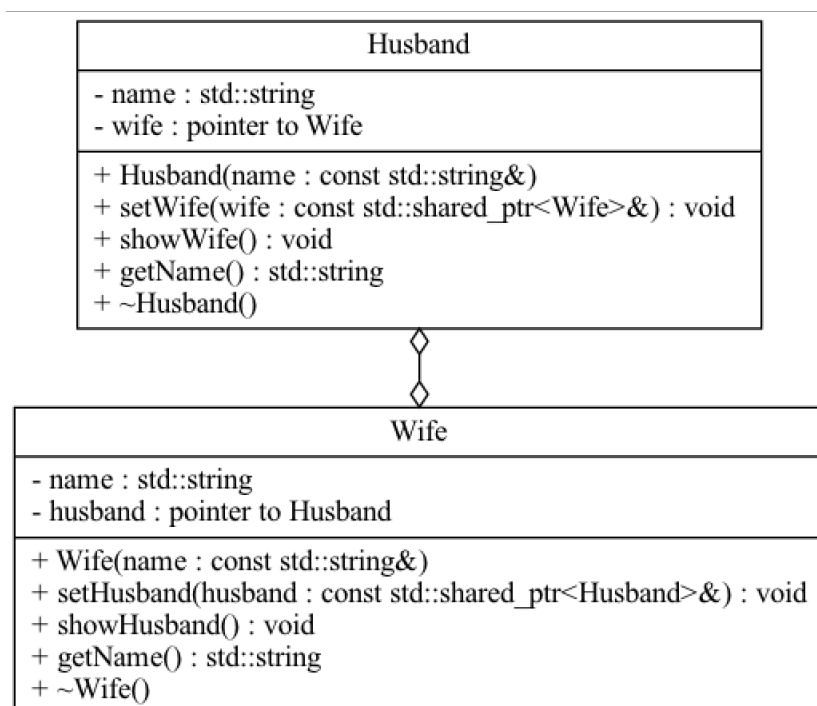 Husband
- name : std::string
- wife : pointer to Wife
+ Husband(name : const std::string&)
+ setWife(wife : const std::shared_ptr<Wife>&) : void
+ showWife() : void
+ getName() : std::string
+ ~Husband()
Wife
- name : std::string
- husband : pointer to Husband
+ Wife(name : const std::string&)
+ setHusband(husband : const std::shared_ptr<Husband>&) : void
+ showHusband() : void
+ getName() : std::string
+ ~Wife()